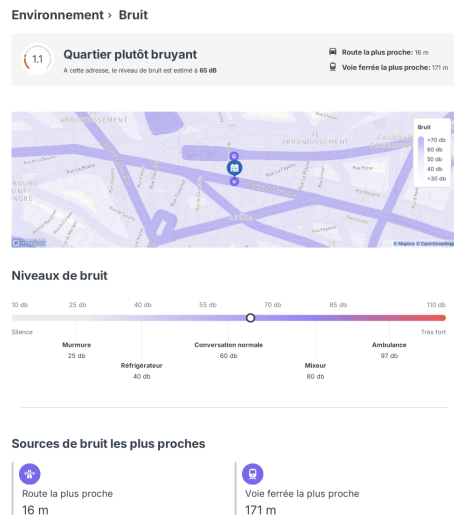 Environnement › Bruit
1.1
Quartier plutôt bruyant
A cette adresse, le niveau de bruit est estimé à 65 dB
Route la plus proche: 16 m
Voie ferrée la plus proche: 171 m
ARRONDISSEMENT
9E
ARRONDISSEMENT
Bruit
>70 db
60 db
50 db
40 db
<30 db
Rue La Fayette
mapbox
© Mapbox © OpenStreetMap
Niveaux de bruit
10 db 25 db 40 db 55 db 70 db 85 db 110 db
Silence Très fort
Murmure Conversation normale Ambulance
25 db 60 db 97 db
Réfrigérateur Mixeur
40 db 80 db
Sources de bruit les plus proches
Route la plus proche Voie ferrée la plus proche
16 m 171 m